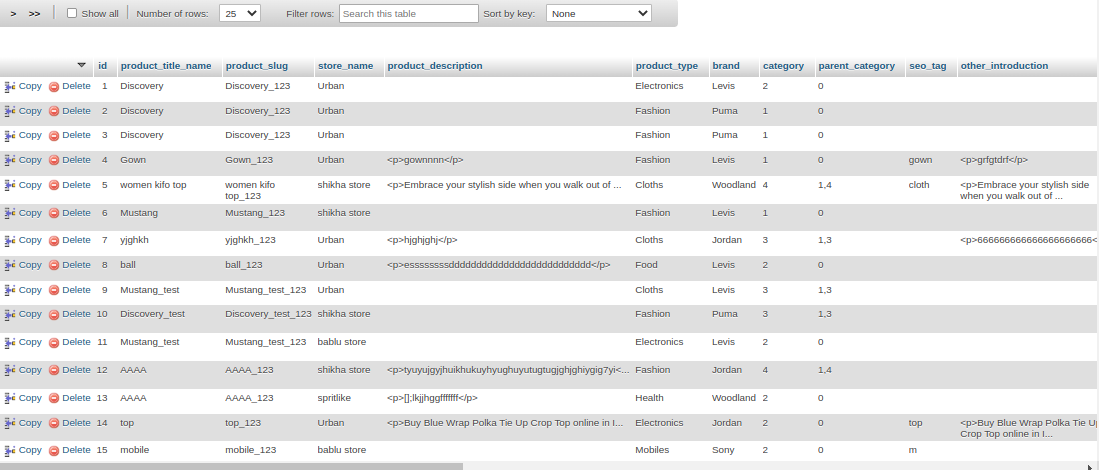 > >> Show all Number of rows: 25 Filter rows: Search this table Sort by key: None
id product_title_name product_slug store_name product_description product_type brand category parent_category seo_tag other_introduction
Copy Delete 1 Discovery Discovery_123 Urban Electronics Levis 2 0
Copy Delete 2 Discovery Discovery_123 Urban Fashion Puma 1 0
Copy Delete 3 Discovery Discovery_123 Urban Fashion Puma 1 0
Copy Delete 4 Gown Gown_123 Urban <p>gownnnn</p> Fashion Levis 1 0 gown <p>grfgtdrf</p>
Copy Delete 5 women kifo top women kifo shikha store <p>Embrace your stylish side when you walk out of ... Cloths Woodland 4 1,4 cloth <p>Embrace your stylish side
top_123 when you walk out of ...
Copy Delete 6 Mustang Mustang_123 shikha store Fashion Levis 1 0
Copy Delete 7 yjghkh yjghkh_123 Urban <p>hjghjghj</p> Cloths Jordan 3 1,3
Copy Delete 8 ball ball_123 Urban Food Levis 2 0
Copy Delete 9 Mustang_test Mustang_test_123 Urban Cloths Levis 3 1,3
Copy Delete 10 Discovery_test Discovery_test_123 shikha store Fashion Puma 3 1,3
Copy Delete 11 Mustang_test Mustang_test_123 bablu store Electronics Levis 2 0
Copy Delete 12 AAAA AAAA_123 shikha store Fashion Jordan 4 1,4
Copy Delete 13 AAAA AAAA_123 spritlike Health Woodland 2 0
Copy Delete 14 top top_123 Urban <p>Buy Blue Wrap Polka Tie Up Crop Top online in I... Electronics Jordan 2 0 top <p>Buy Blue Wrap Polka Tie Up
Crop Top online in I...
Copy Delete 15 mobile mobile_123 bablu store Mobiles Sony 2 0 m